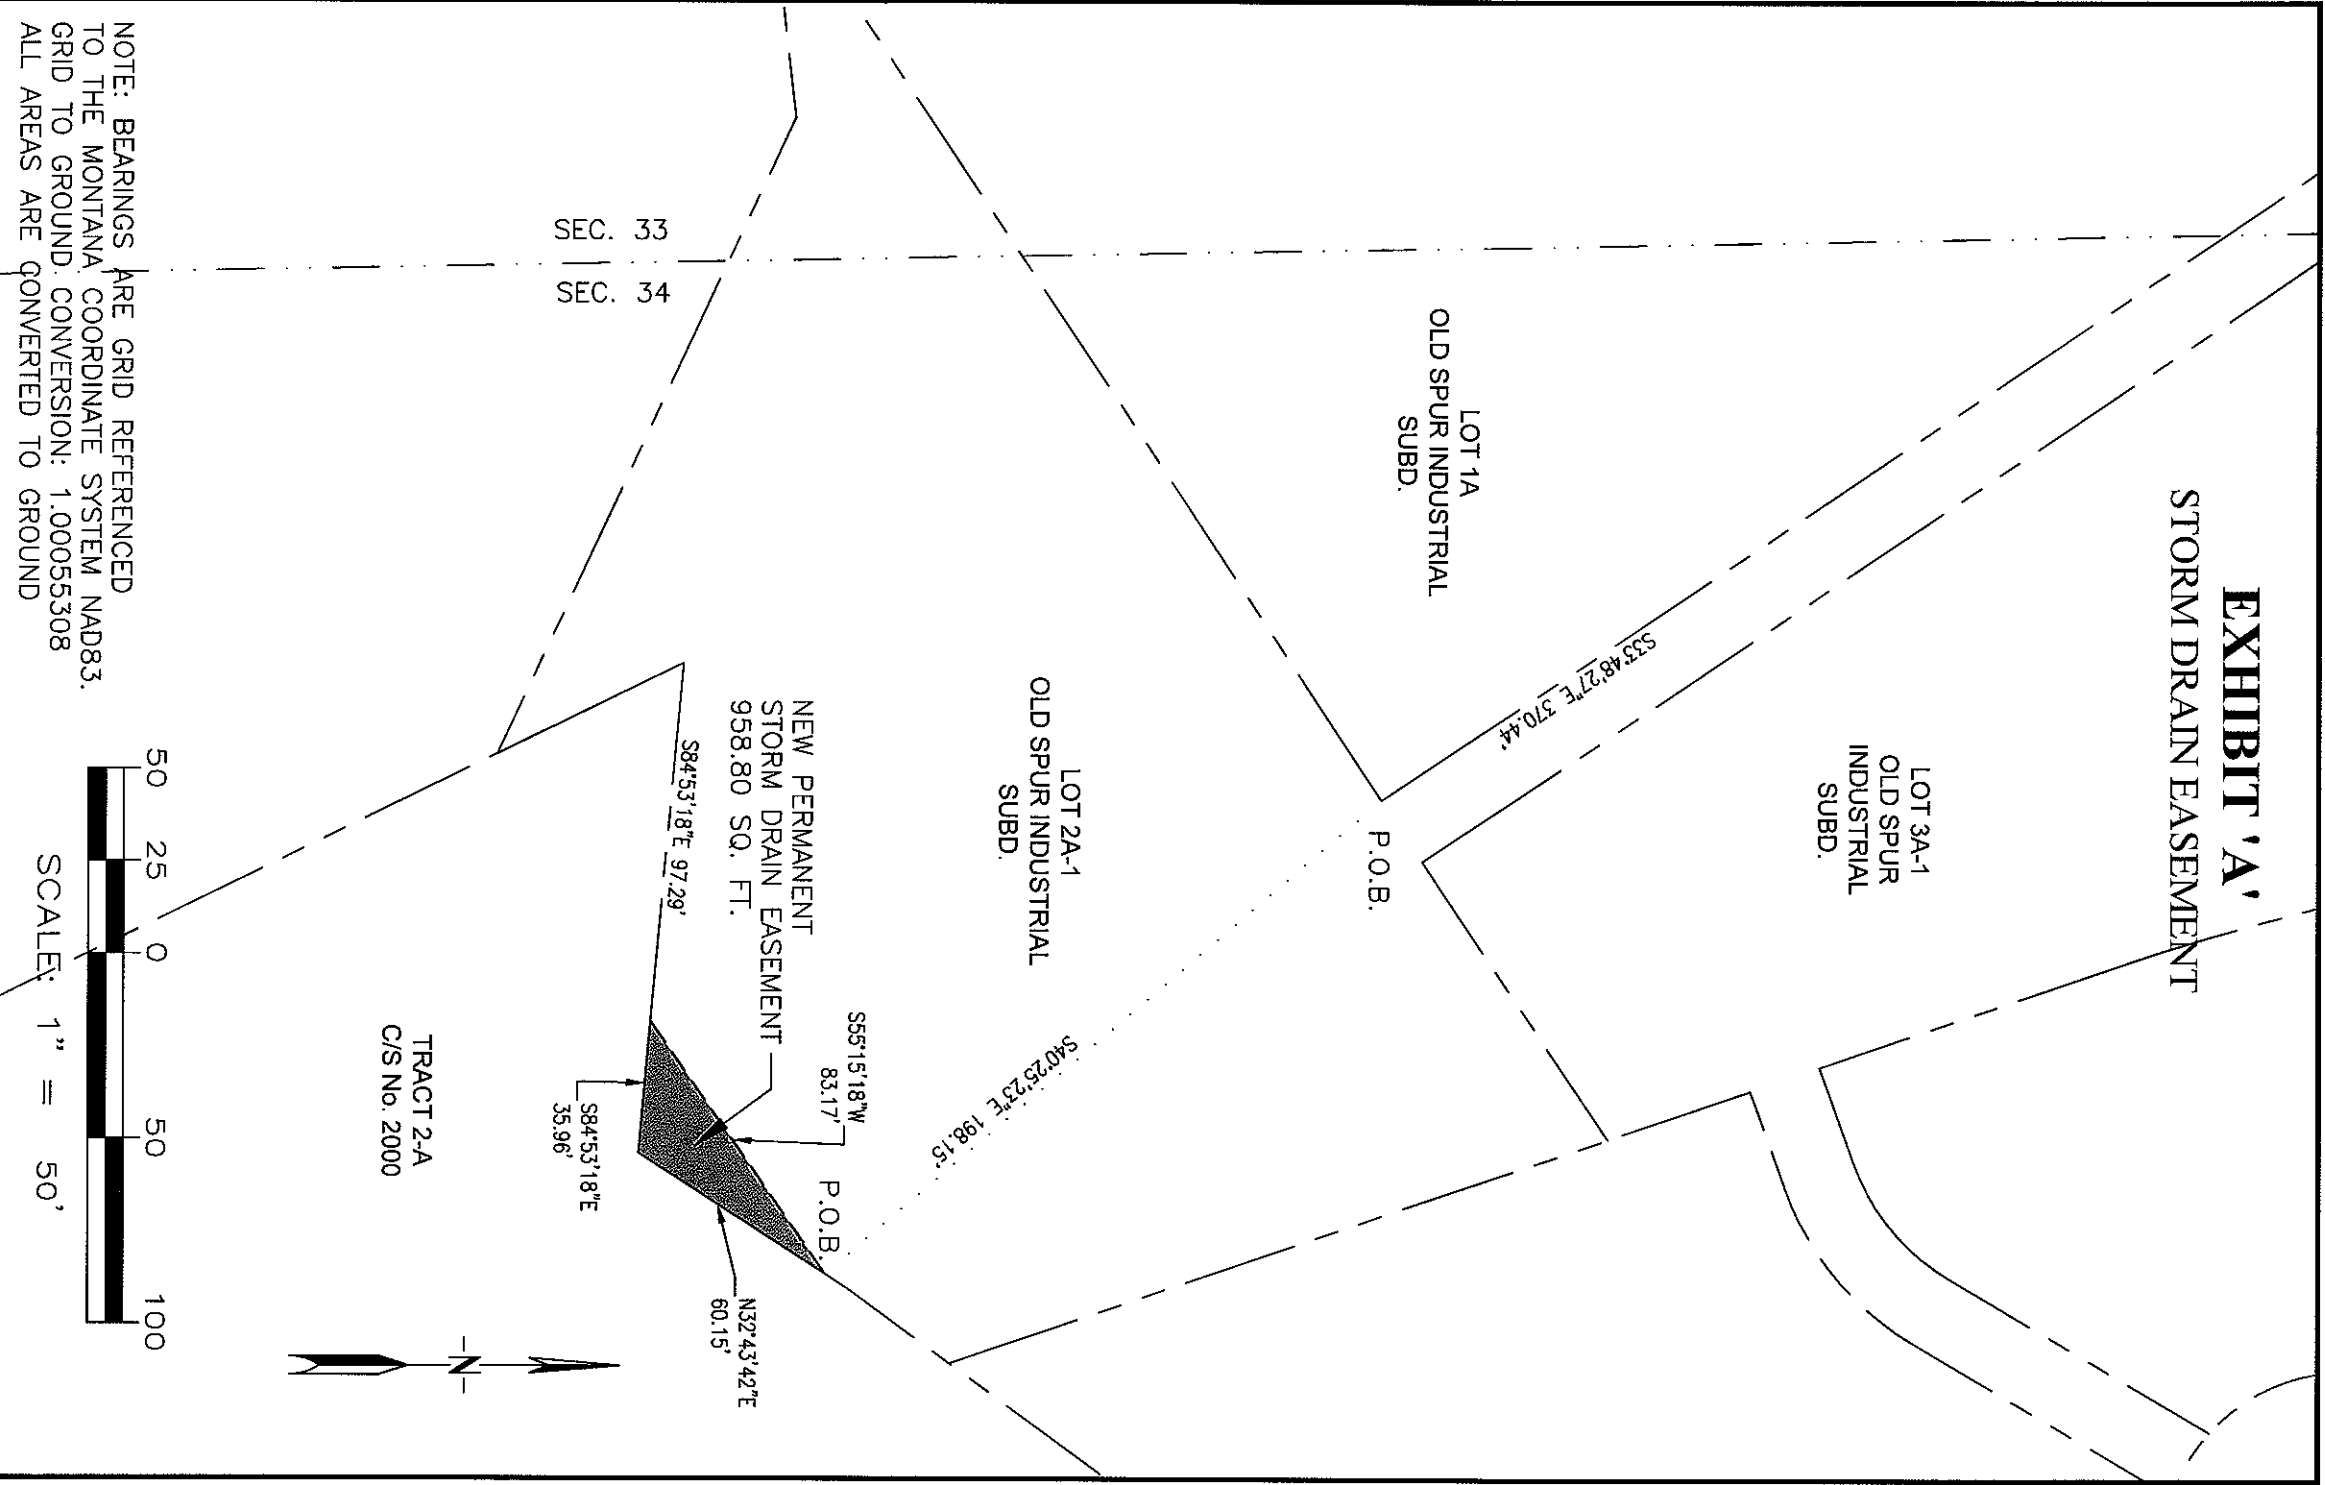 EXHIBIT 'A'
STORM DRAIN EASEMENT
LOT 3A-1
OLD SPUR
INDUSTRIAL
SUBD.
LOT 1A
OLD SPUR INDUSTRIAL
SUBD.
S33°48'27"E 370.44'
P.O.B.
SEC. 33
SEC. 34
LOT 2A-1
OLD SPUR INDUSTRIAL
SUBD.
S40°25'23"E 198.15'
NEW PERMANENT
STORM DRAIN EASEMENT
958.80 SQ. FT.
S55°15'18"W
83.17'
P.O.B.
S84°53'18"E 97.29'
N32°43'42"E
60.15'
S84°53'18"E
35.96'
TRACT 2-A
C/S No. 2000
-N-
NOTE: BEARINGS ARE GRID REFERENCED
TO THE MONTANA COORDINATE SYSTEM NAD83.
GRID TO GROUND CONVERSION: 1.00055308
ALL AREAS ARE CONVERTED TO GROUND
50 25 0 50 100
SCALE: 1" = 50'